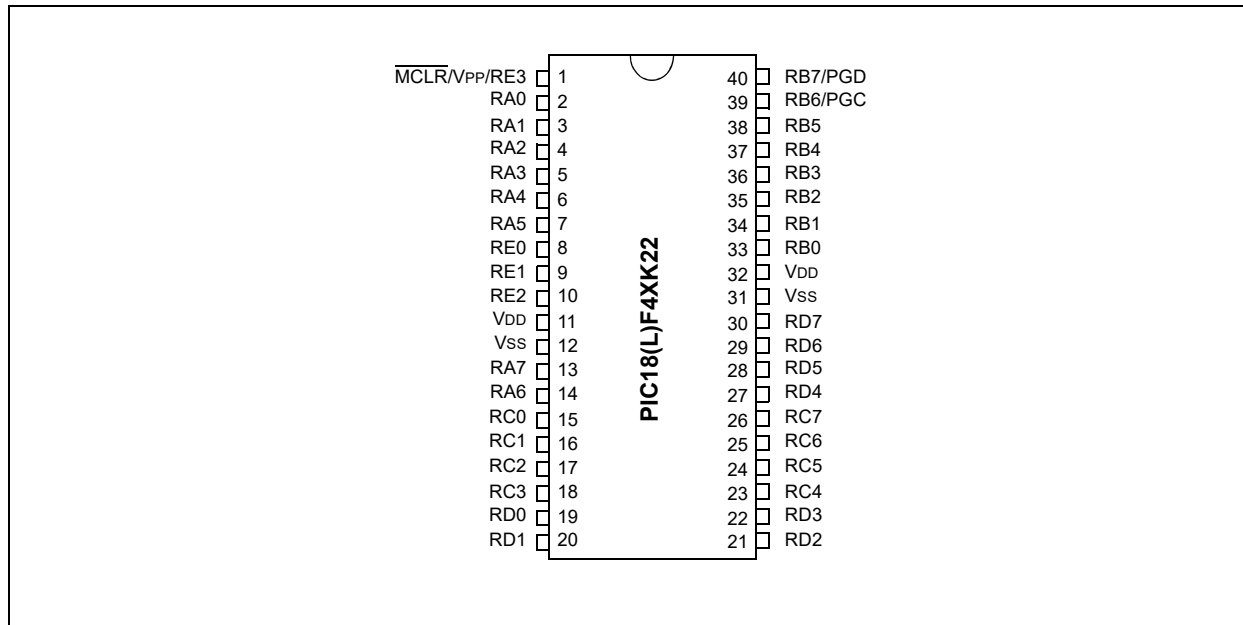 MCLR/VPP/RE3 1 40 RB7/PGD
RA0 2 39 RB6/PGC
RA1 3 38 RB5
RA2 4 37 RB4
RA3 5 36 RB3
RA4 6 35 RB2
RA5 7 34 RB1
RE0 8 33 RB0
RE1 9 32 VDD
RE2 10 31 VSS
VDD 11 30 RD7
VSS 12 29 RD6
RA7 13 28 RD5
RA6 14 27 RD4
RC0 15 26 RC7
RC1 16 25 RC6
RC2 17 24 RC5
RC3 18 23 RC4
RD0 19 22 RD3
RD1 20 21 RD2
PIC18(L)F4XK22